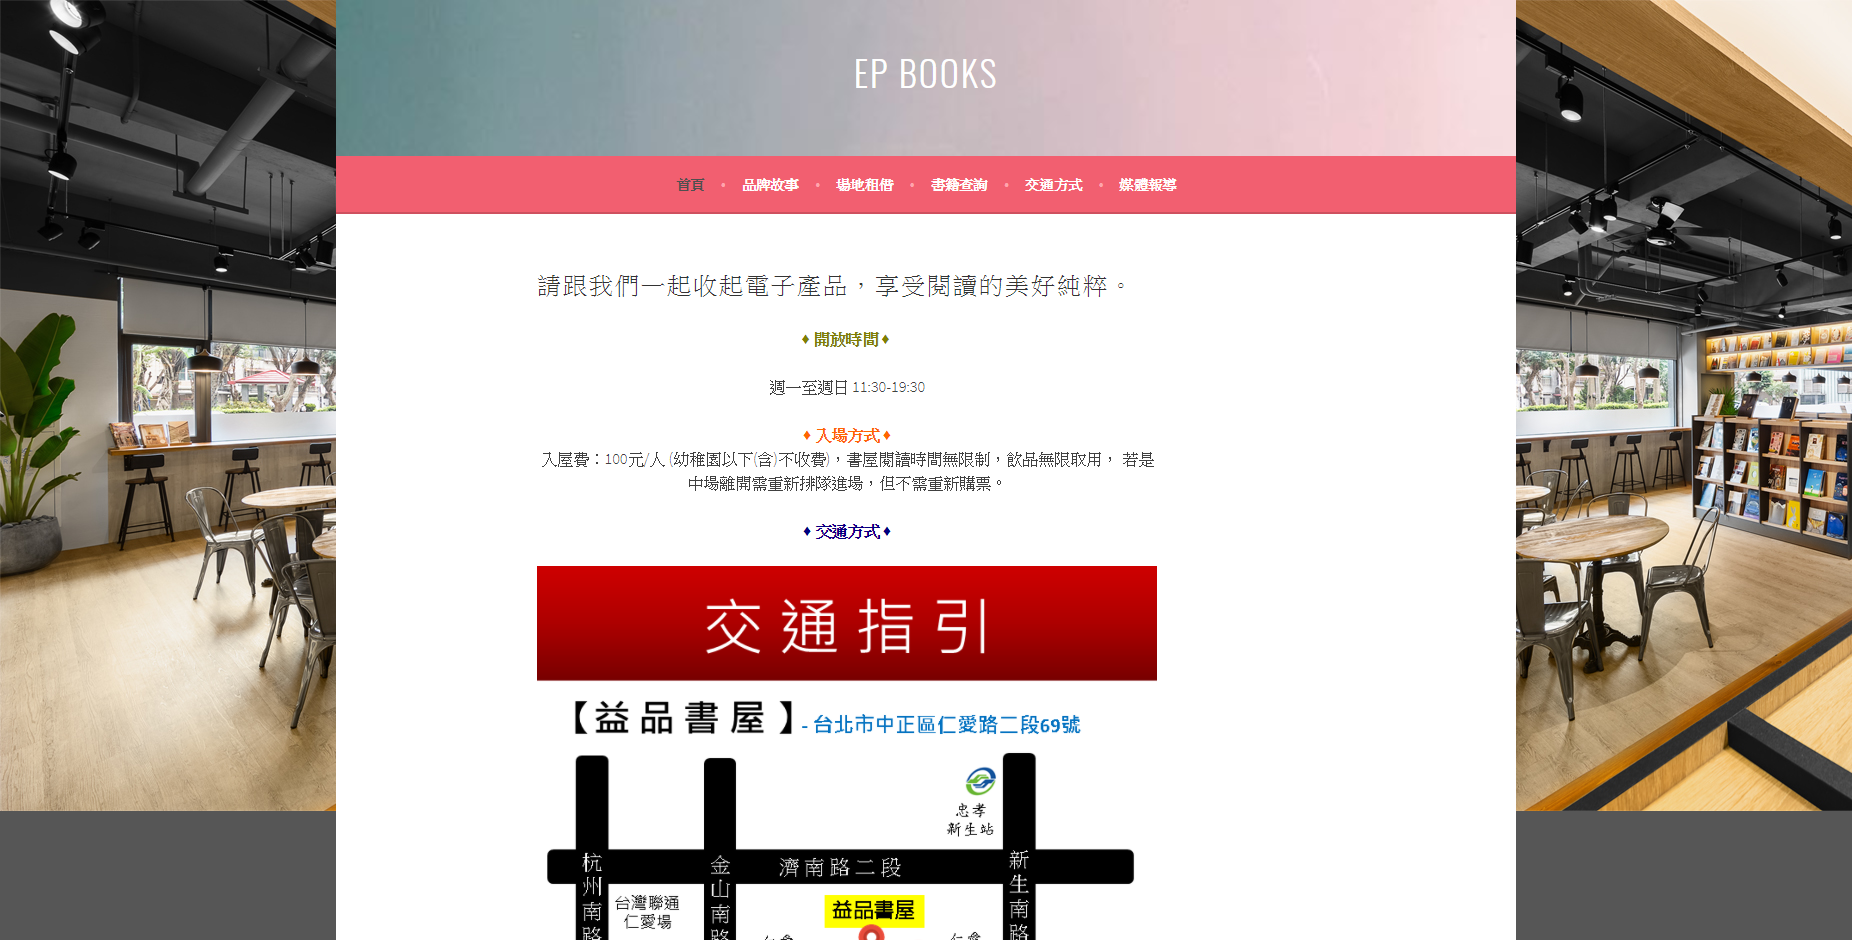 EP BOOKS
首頁 • 品牌故事 • 場地租借 • 書籍查詢 • 交通方式 • 媒體報導
請跟我們一起收起電子產品，享受閱讀的美好純粹。
♦ 開放時間 ♦
週一至週日 11:30-19:30
♦ 入場方式 ♦
入屋費：100元/人 (幼稚園以下(含)不收費)，書屋閱讀時間無限制，飲品無限取用， 若是
中場離開需重新排隊進場，但不需重新購票。
♦ 交通方式 ♦
交通指引
【益品書屋】- 台北市中正區仁愛路二段69號
忠孝
新生站
濟南路二段
杭州南路
金山南路
新生南路
台灣聯通
仁愛場
益品書屋